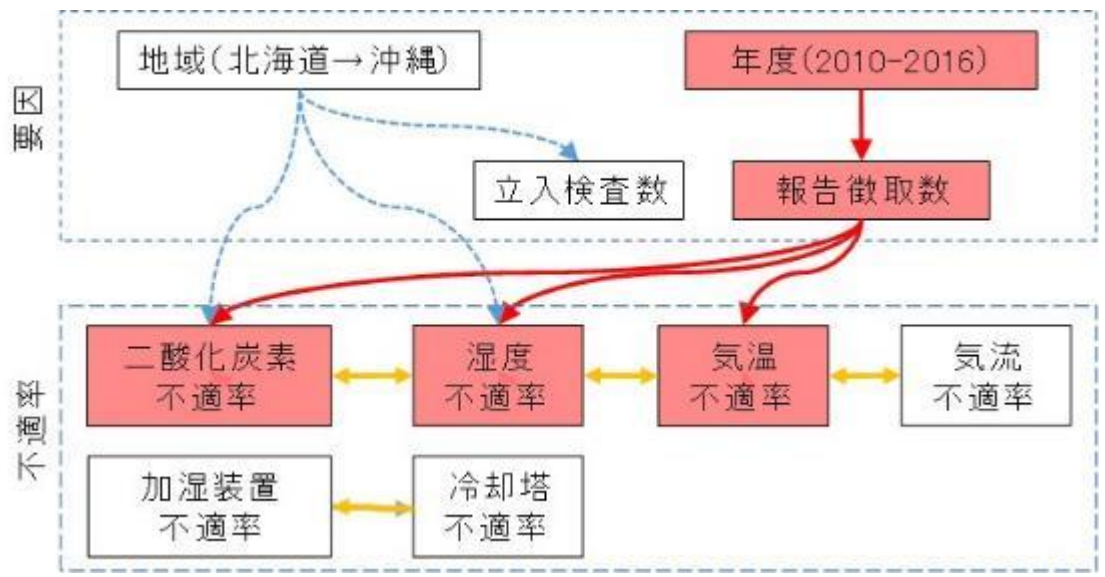 要因
地域(北海道→沖縄)
年度(2010-2016)
立入検査数
報告徴取数
不適率
二酸化炭素
不適率
湿度
不適率
気温
不適率
気流
不適率
加湿装置
不適率
冷却塔
不適率